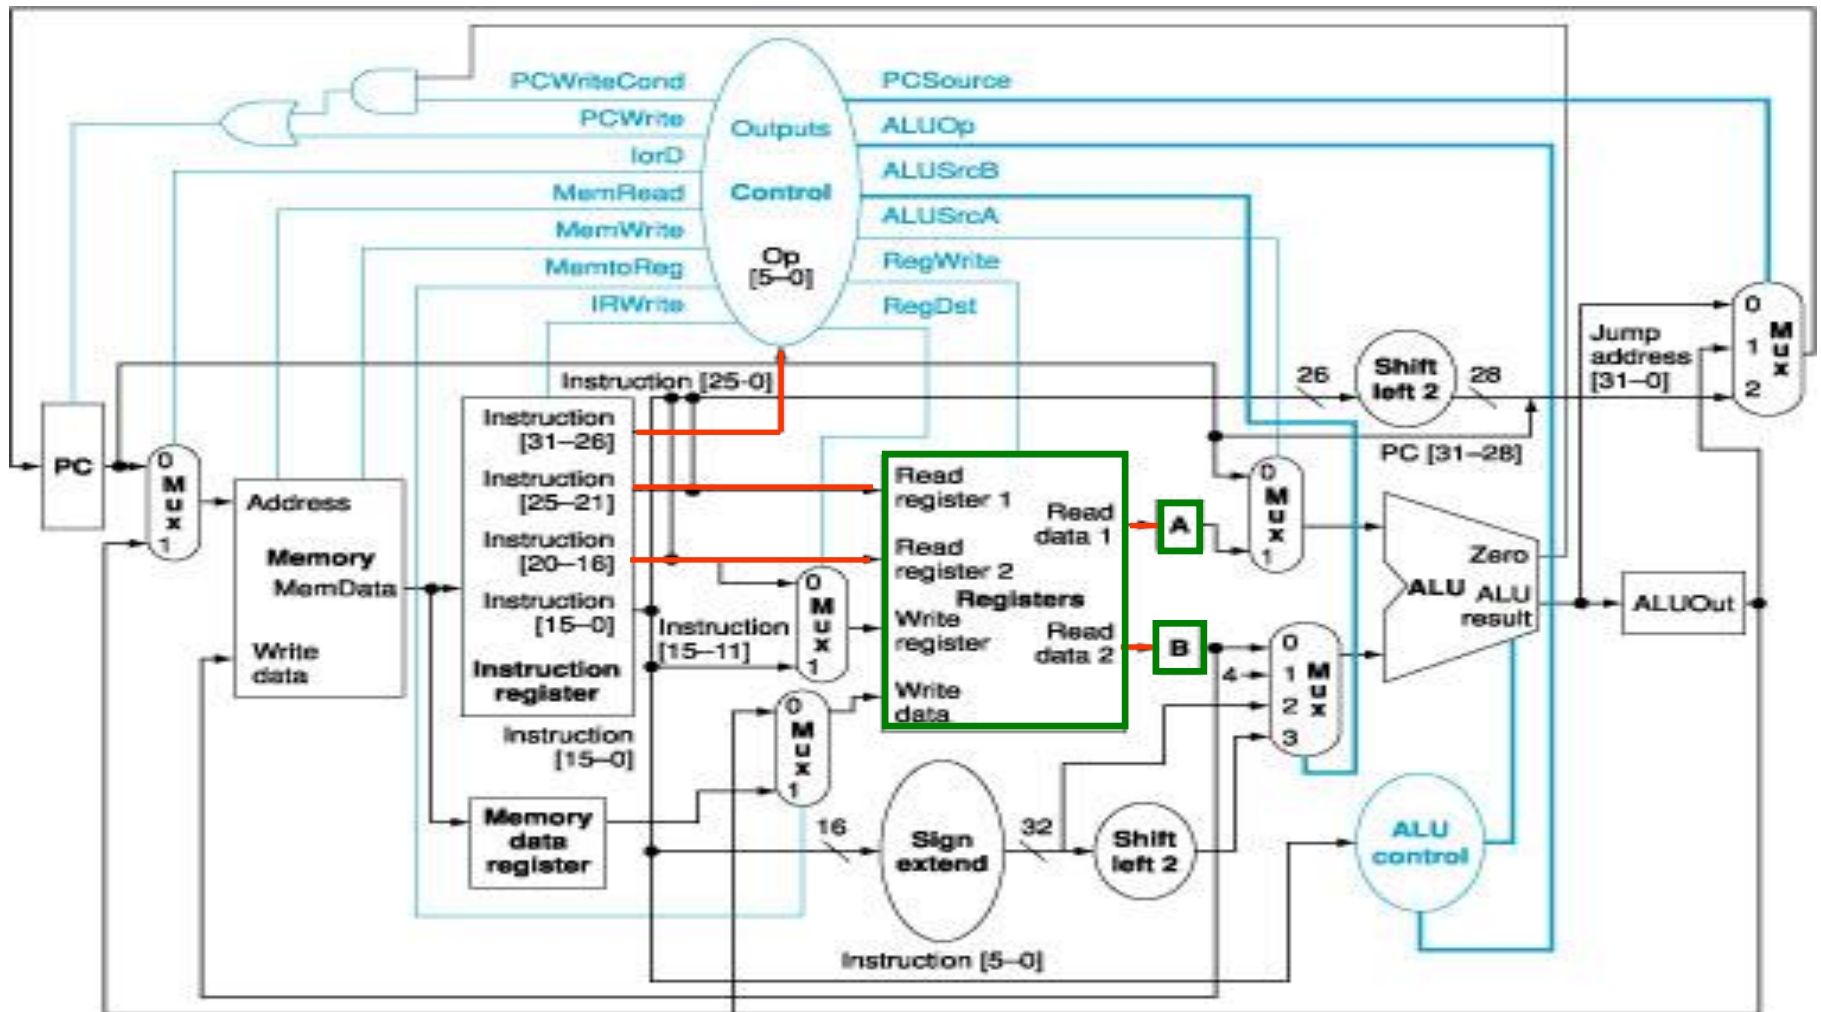 PCWriteCond
PCWrite
IorD
MemRead
MemWrite
MemtoReg
IRWrite
Outputs
Control
Op
[5–0]
PCSource
ALUOp
ALUSrcB
ALUSrcA
RegWrite
RegDst
PC
0
M
u
x
1
Address
Memory
MemData
Write
data
Instruction [25-0]
Instruction
[31–26]
Instruction
[25–21]
Instruction
[20–16]
Instruction
[15–0]
Instruction
register
Instruction
[15–0]
Instruction
[15–11]
Memory
data
register
0
M
u
x
1
0
M
u
x
1
Read
register 1
Read
register 2
Registers
Write
register
Write
data
Read
data 1
Read
data 2
A
B
4
0
M
u
x
1
0
1
2
3
M
u
x
16
Sign
extend
32
Shift
left 2
Instruction [5–0]
26
Shift
left 2
28
Jump
address
[31–0]
PC [31–28]
Zero
ALU
ALU
result
ALUOut
ALU
control
0
1
2
M
u
x